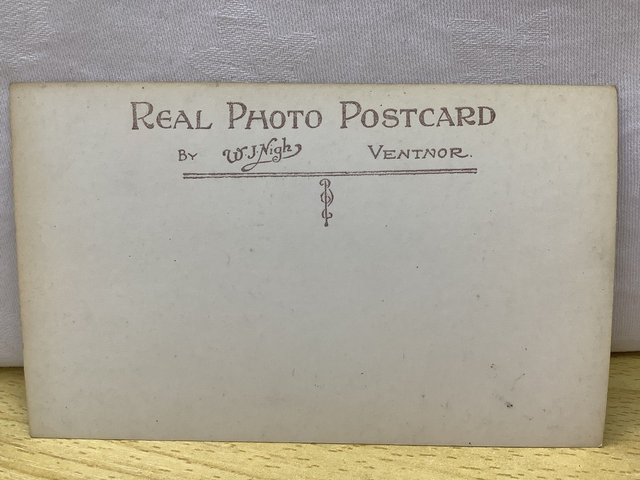 REAL PHOTO POSTCARD
BY W.J.Nigh VENTNOR.